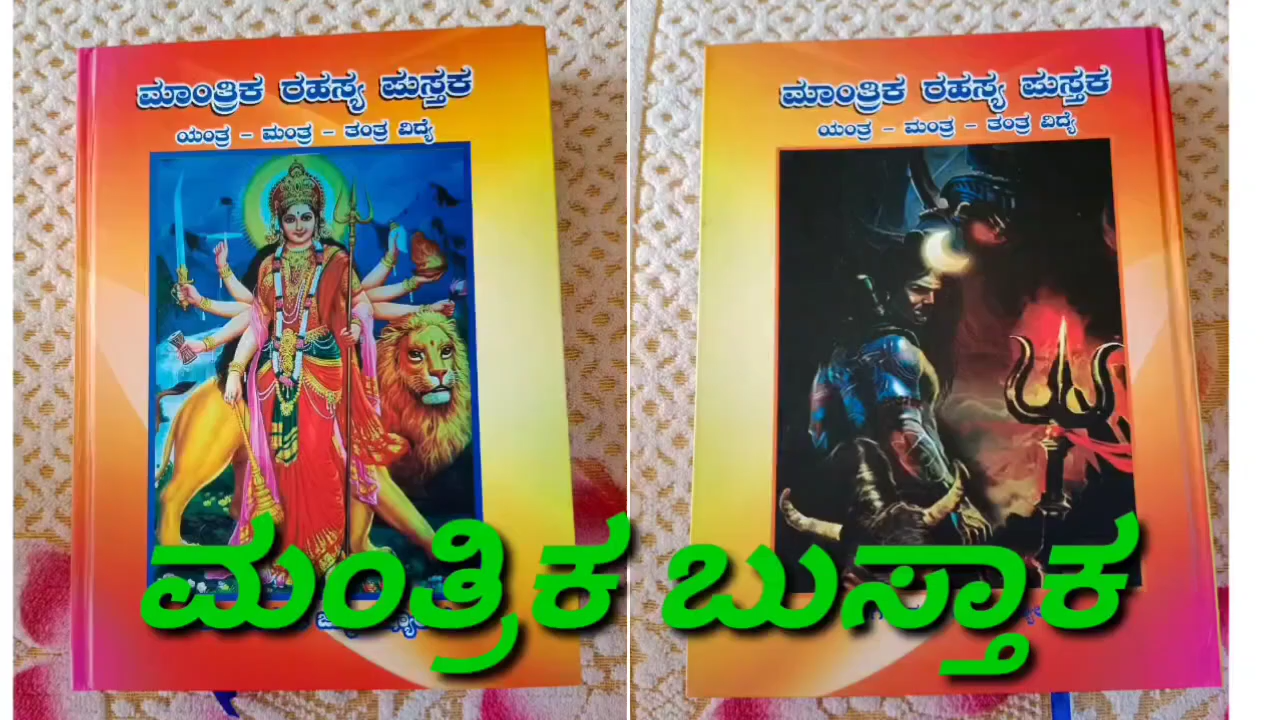 ಮಾಂತ್ರಿಕ ರಹಸ್ಯ ಪುಸ್ತಕ
ಯಂತ್ರ - ಮಂತ್ರ - ತಂತ್ರ ವಿದ್ಯೆ
ಮಾಂತ್ರಿಕ ರಹಸ್ಯ ಪುಸ್ತಕ
ಯಂತ್ರ - ಮಂತ್ರ - ತಂತ್ರ ವಿದ್ಯೆ
ಮಂತ್ರಿಕ ಬುಸ್ತಾಕ